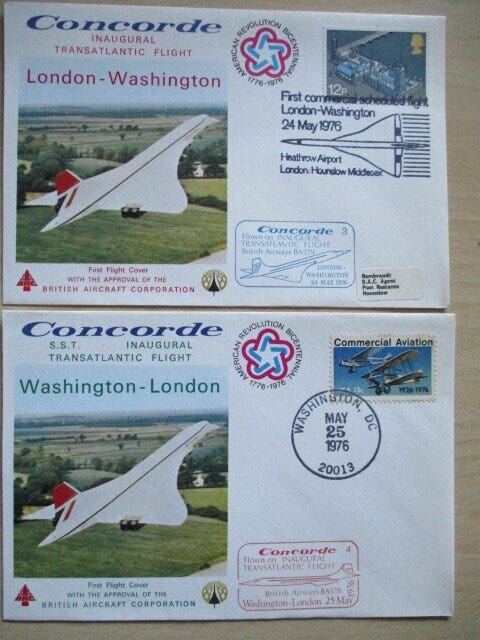 Concorde
INAUGURAL
TRANSATLANTIC FLIGHT
London-Washington
AMERICAN REVOLUTION BICENTENNIAL
1776-1976
12P
First commercial scheduled flight
London-Washington
24 May 1976
Heathrow Airport
London: Hounslow Middlesex
Concorde 3
Flown on INAUGURAL
TRANSATLANTIC FLIGHT
British Airways BA579
LONDON-
WASHINGTON
24 MAY 1976
Rembrandt
B.A.C. Agent
Post Restante
Hounslow
First Flight Cover
WITH THE APPROVAL OF THE
BRITISH AIRCRAFT CORPORATION
Concorde
S.S.T. INAUGURAL
TRANSATLANTIC FLIGHT
Washington-London
AMERICAN REVOLUTION BICENTENNIAL
1776-1976
Commercial Aviation
13c 1926-1976
WASHINGTON, DC
MAY
25
1976
20013
Concorde 4
Flown on INAUGURAL
TRANSATLANTIC FLIGHT
British Airways BA578
Washington-London 25 May 1976
First Flight Cover
WITH THE APPROVAL OF THE
BRITISH AIRCRAFT CORPORATION